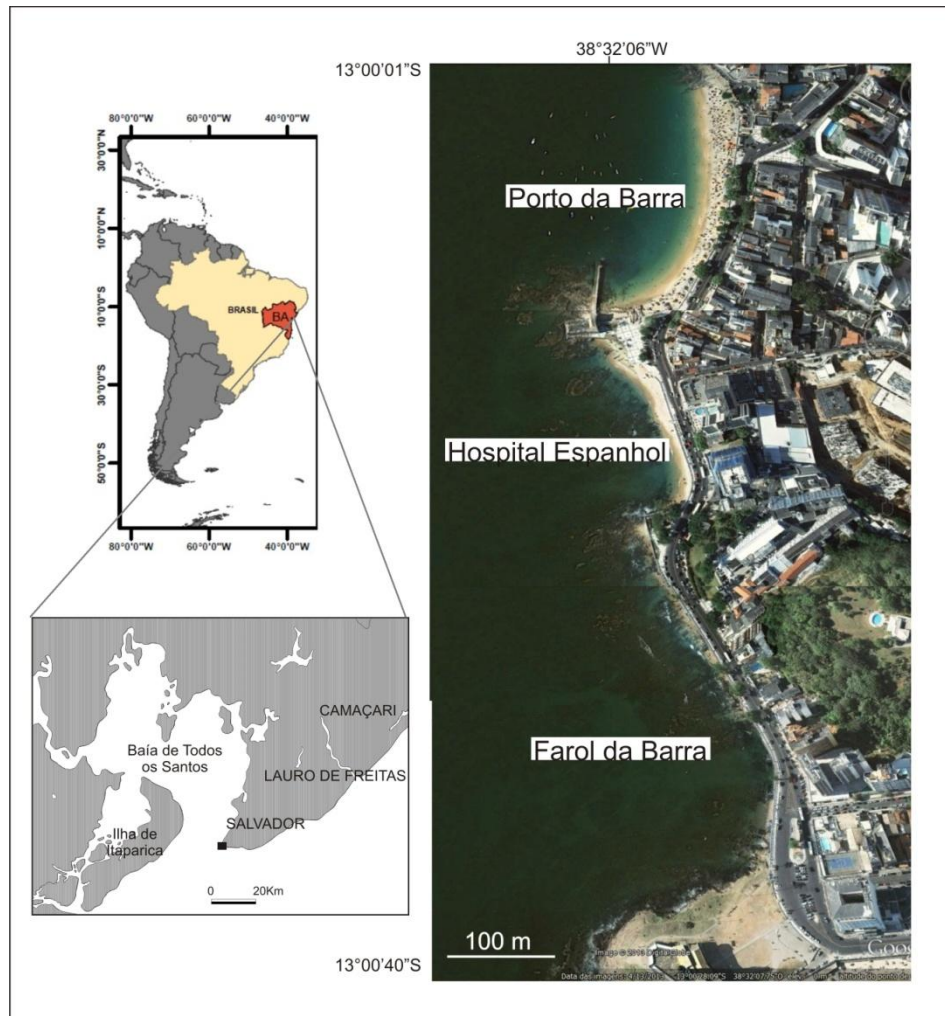 38°32'06"W
13°00'01"S
80°0'0"W
60°0'0"W
40°0'0"W
30°0'0"N
10°0'0"N
10°0'0"S
30°0'0"S
50°0'0"S
BRASIL
BA
80°0'0"W
60°0'0"W
40°0'0"W
Porto da Barra
Hospital Espanhol
Farol da Barra
CAMAÇARI
Baía de Todos
os Santos
LAURO DE FREITAS
SALVADOR
Ilha de
Itaparica
0
20Km
100 m
13°00'40"S
Data das imagens: